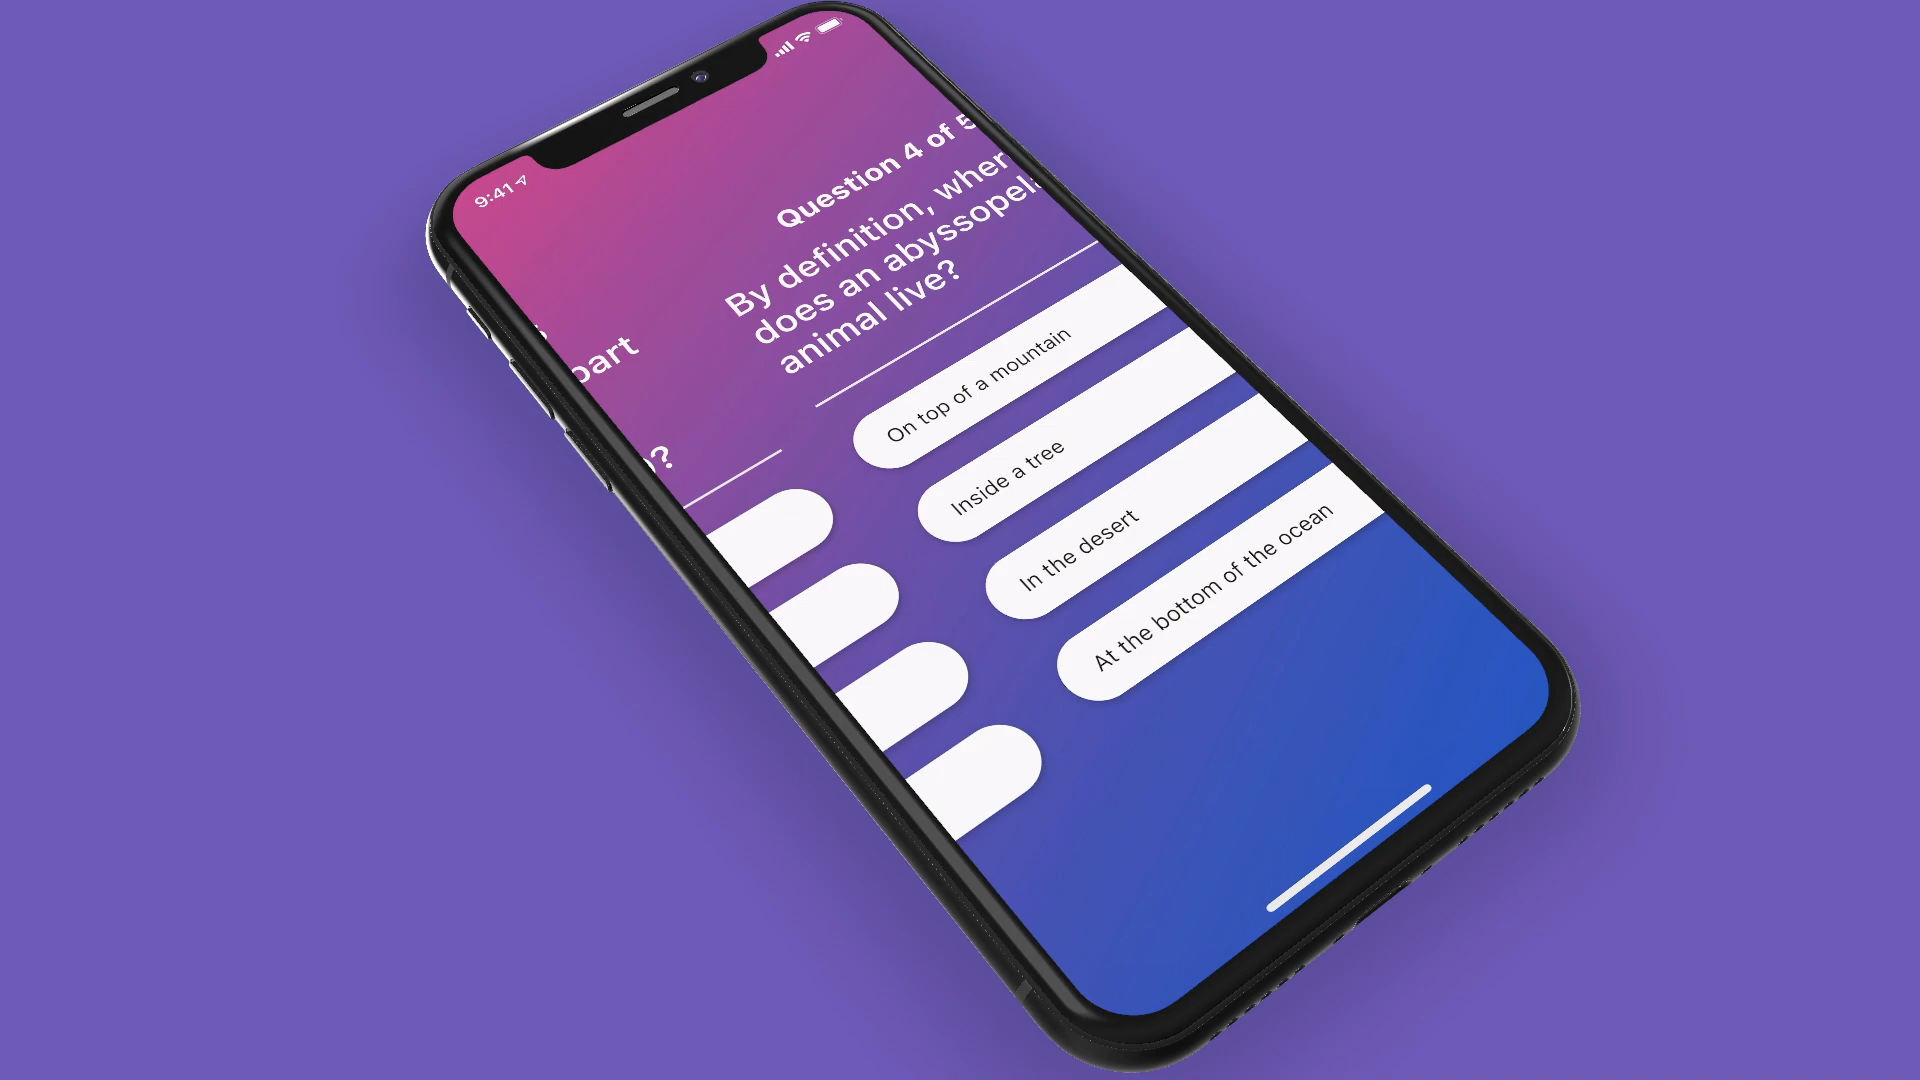 9:41
part
?
Question 4 of 5
By definition, wher
does an abyssopel
animal live?
On top of a mountain
Inside a tree
In the desert
At the bottom of the ocean